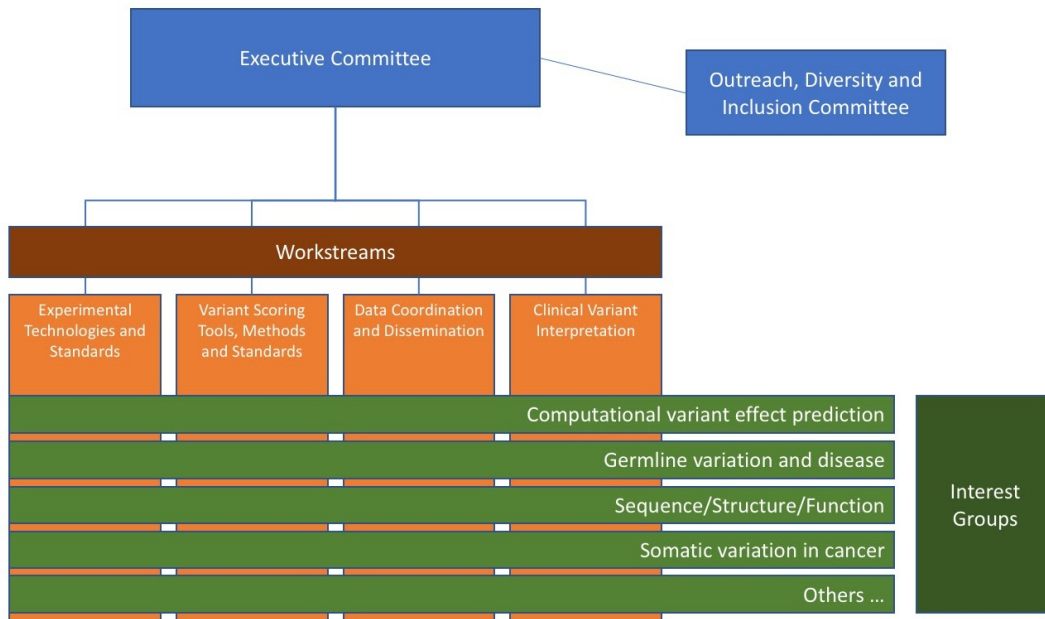 Executive Committee
Outreach, Diversity and
Inclusion Committee
Workstreams
Experimental
Technologies and
Standards
Variant Scoring
Tools, Methods
and Standards
Data Coordination
and Dissemination
Clinical Variant
Interpretation
Computational variant effect prediction
Germline variation and disease
Sequence/Structure/Function
Somatic variation in cancer
Others ...
Interest
Groups